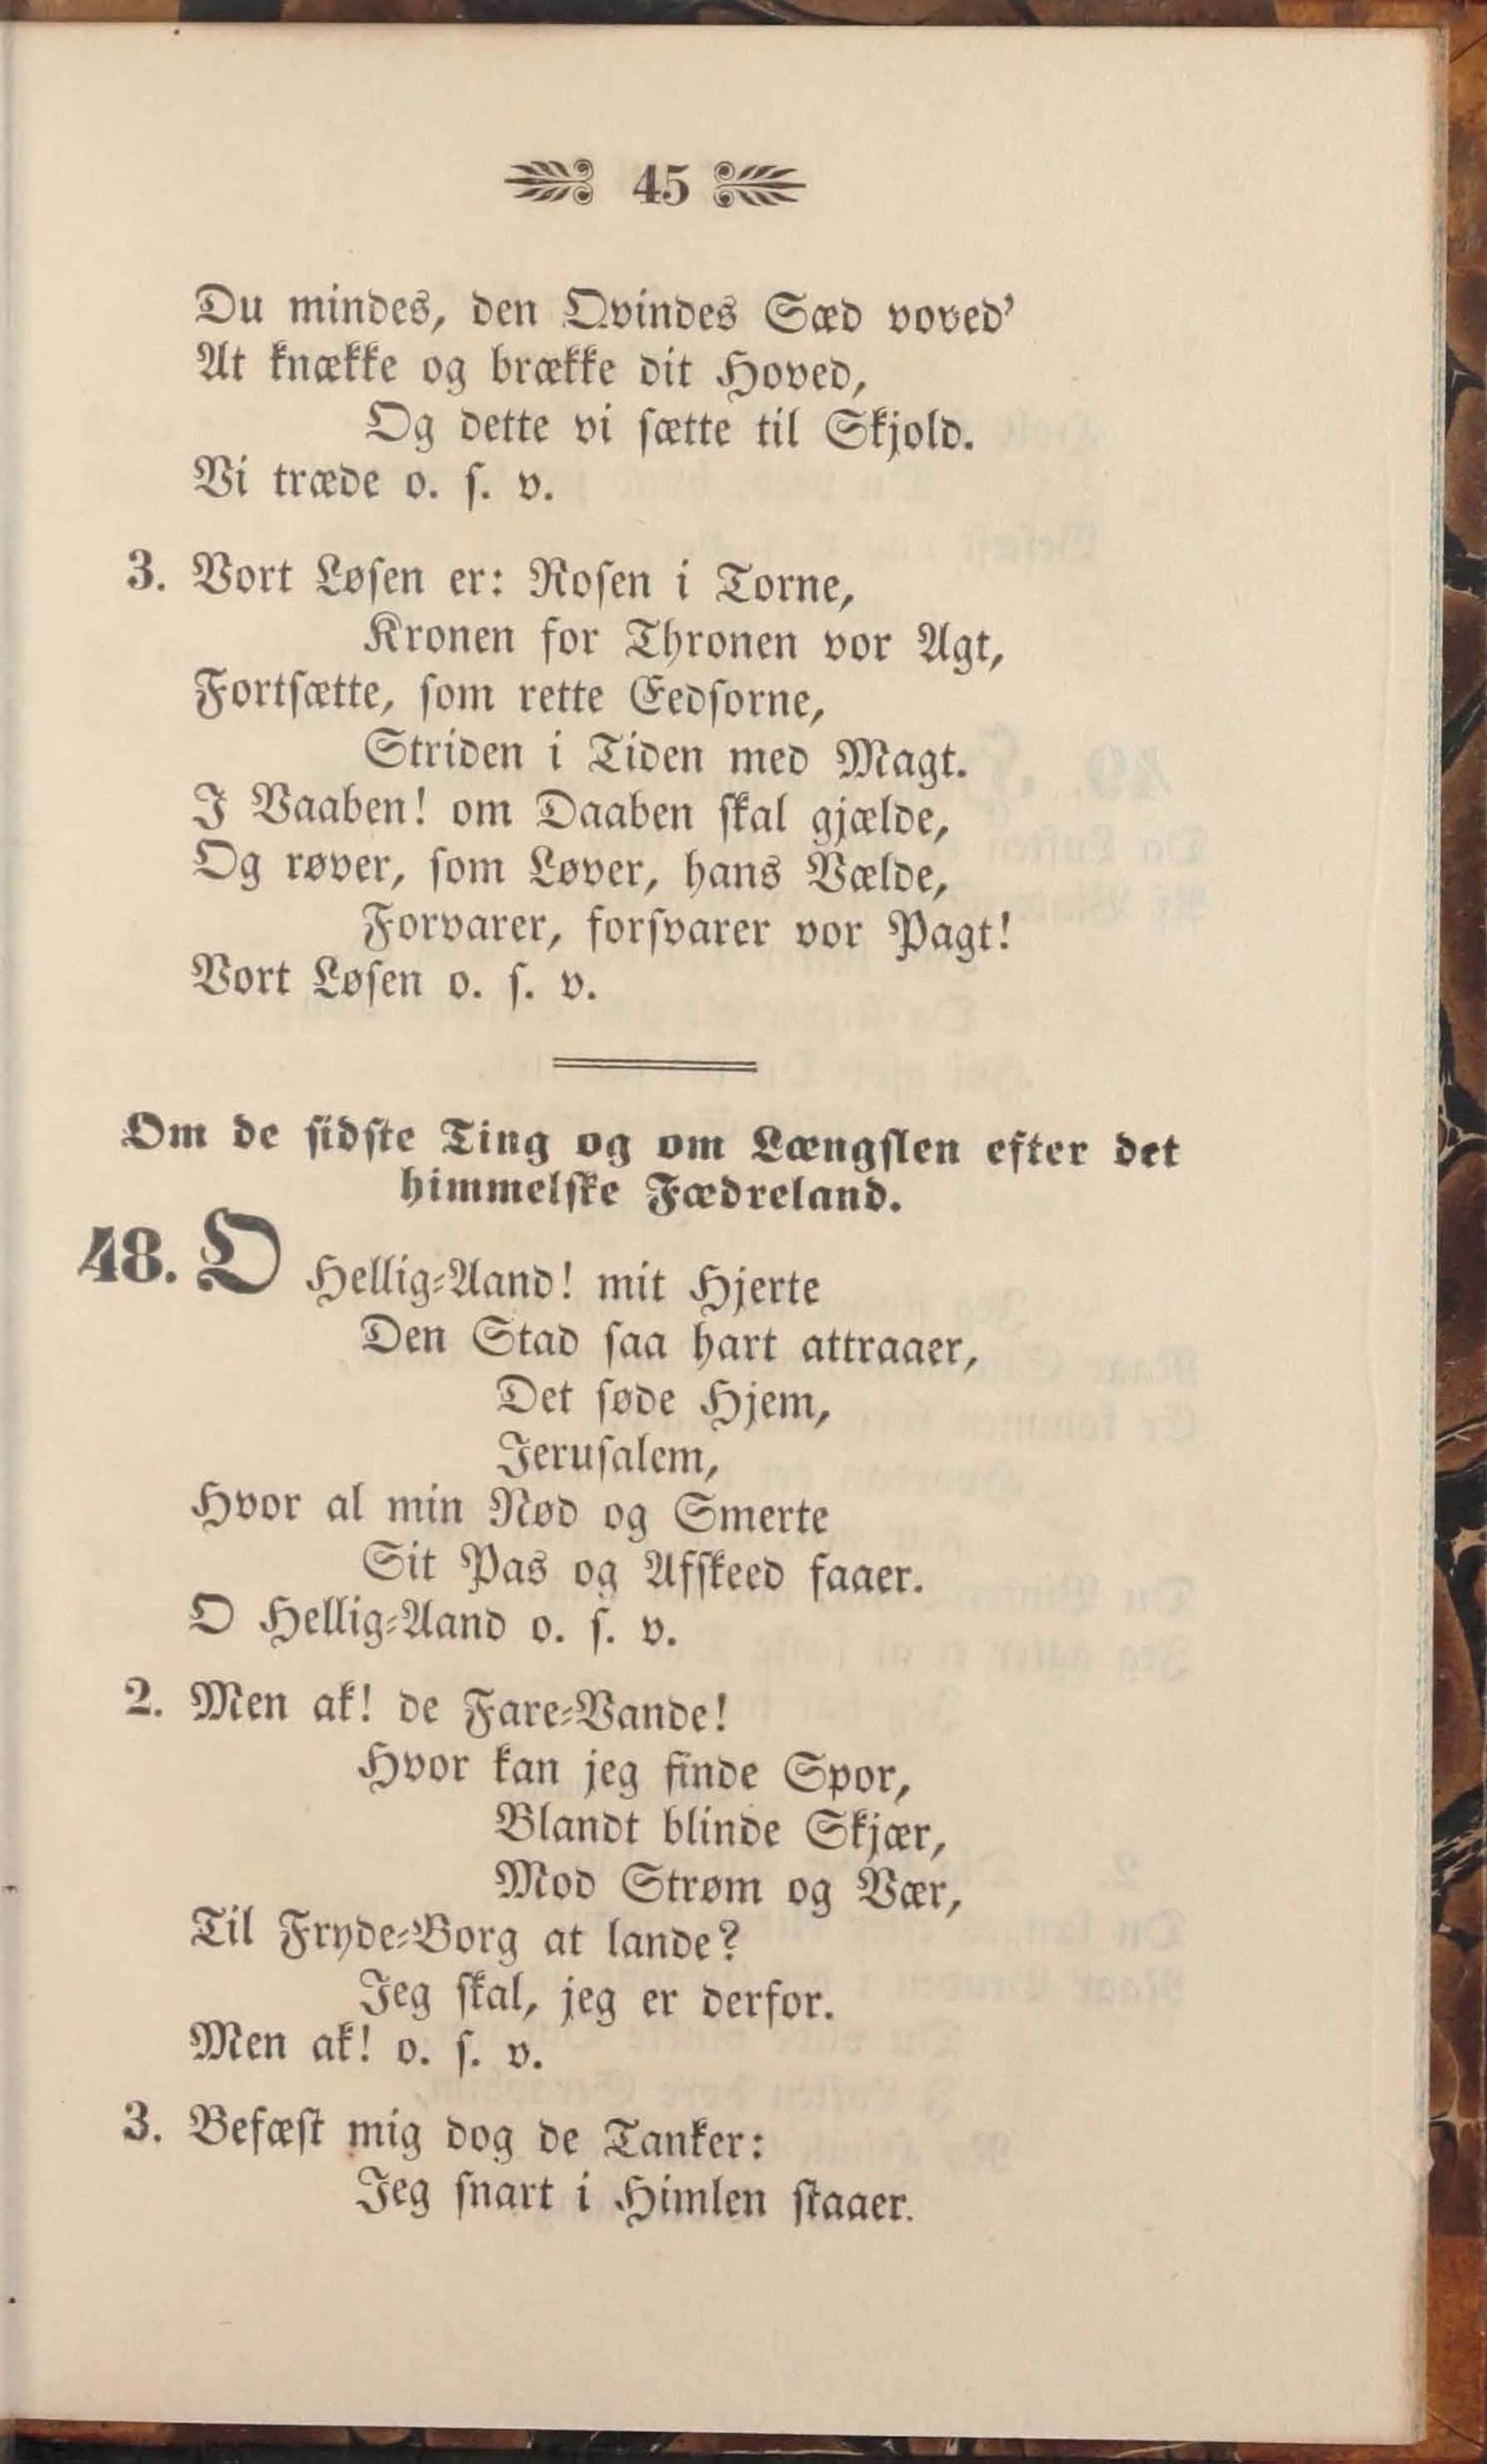 45
Du mindes, den Qvindes Sæd voved'
At knække og brække dit Hoved,
Og dette vi sætte til Skjold.
Vi træde o. s. v.
3. Vort Løsen er: Rosen i Torne,
Kronen for Thronen vor Agt,
Fortsætte, som rette Eedsorne,
Striden i Tiden med Magt.
I Vaaben! om Daaben skal gjælde,
Og røver, som Løver, hans Vælde,
Forvarer, forsvarer vor Pagt!
Vort Løsen o. s. v.
Om de sidste Ting og om Længslen efter det
himmelske Fædreland.
48. O Hellig-Aand! mit Hjerte
Den Stad saa hart attraaer,
Det søde Hjem,
Jerusalem,
Hvor al min Nød og Smerte
Sit Pas og Afskeed faaer.
O Hellig-Aand o. s. v.
2. Men ak! de Fare-Vande!
Hvor kan jeg finde Spor,
Blandt blinde Skjær,
Mod Strøm og Vær,
Til Fryde-Borg at lande?
Jeg skal, jeg er derfor.
Men ak! o. s. v.
3. Befæst mig dog de Tanker:
Jeg snart i Himlen staaer.